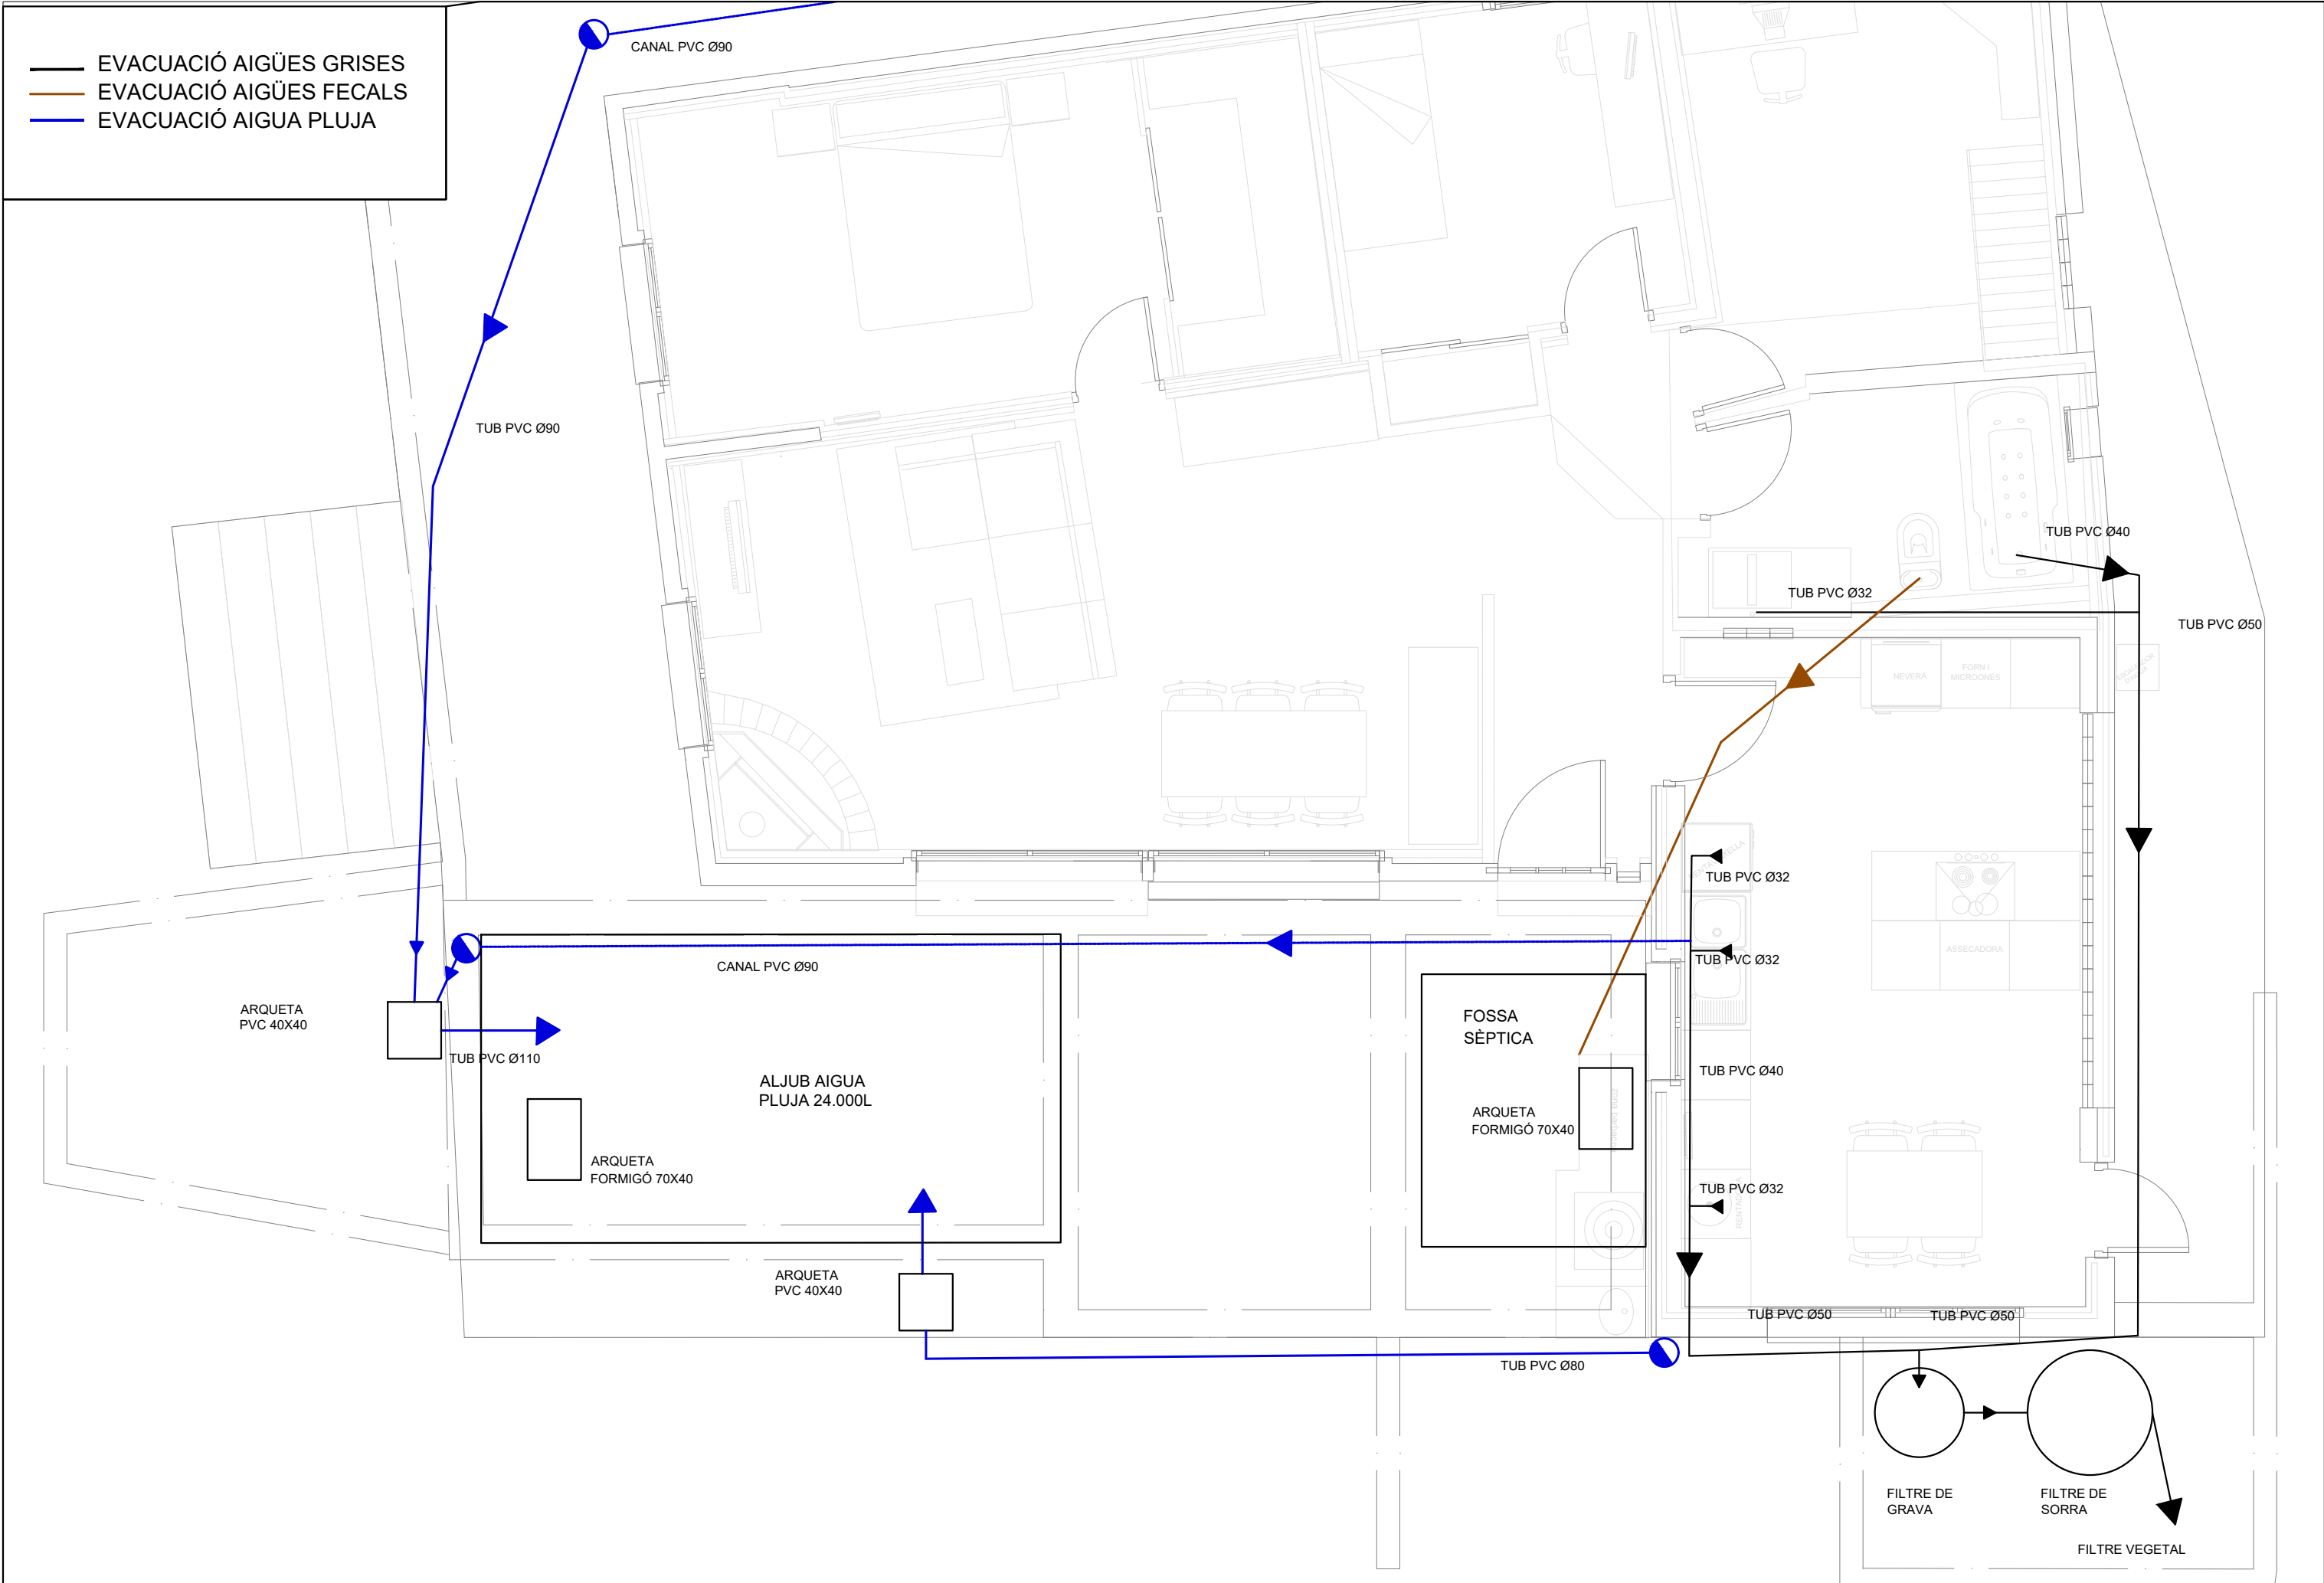 EVACUACIÓ AIGÜES GRISES
EVACUACIÓ AIGÜES FECALS
EVACUACIÓ AIGUA PLUJA
CANAL PVC Ø90
TUB PVC Ø90
TUB PVC Ø40
TUB PVC Ø32
TUB PVC Ø50
NEVERA
FORN I
MICROONES
TUB PVC Ø32
TUB PVC Ø32
ASSECADORA
CANAL PVC Ø90
ARQUETA
PVC 40X40
TUB PVC Ø110
FOSSA
SÈPTICA
ALJUB AIGUA
PLUJA 24.000L
TUB PVC Ø40
ARQUETA
FORMIGÓ 70X40
ARQUETA
FORMIGÓ 70X40
TUB PVC Ø32
ARQUETA
PVC 40X40
TUB PVC Ø50
TUB PVC Ø50
TUB PVC Ø80
FILTRE DE
GRAVA
FILTRE DE
SORRA
FILTRE VEGETAL